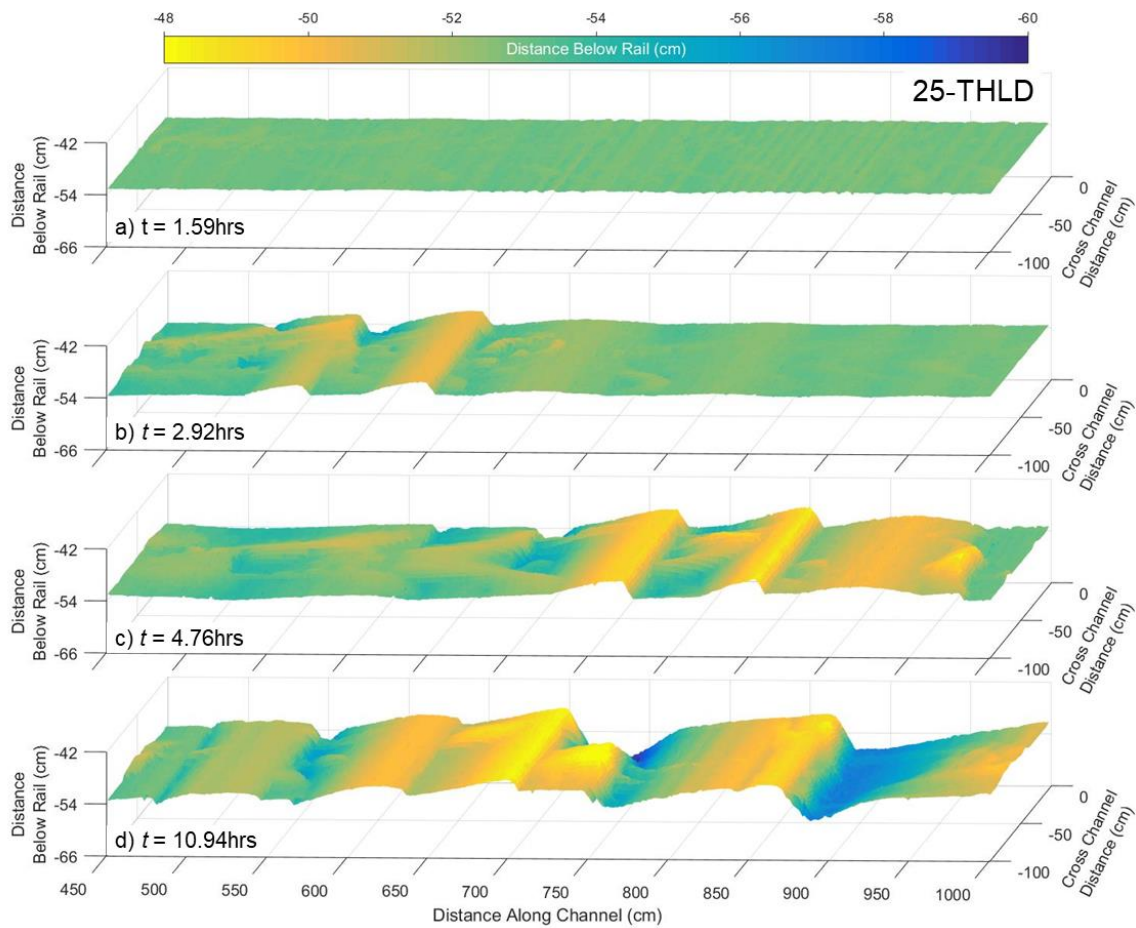 -48 -50 -52 -54 -56 -58 -60
Distance Below Rail (cm)
25-THLD
Distance
Below Rail (cm)
-42
-54
-66
a) t = 1.59hrs
0
-50
-100
Cross Channel
Distance (cm)
Distance
Below Rail (cm)
-42
-54
-66
b) t = 2.92hrs
0
-50
-100
Cross Channel
Distance (cm)
Distance
Below Rail (cm)
-42
-54
-66
c) t = 4.76hrs
0
-50
-100
Cross Channel
Distance (cm)
Distance
Below Rail (cm)
-42
-54
-66
d) t = 10.94hrs
0
-50
-100
Cross Channel
Distance (cm)
450 500 550 600 650 700 750 800 850 900 950 1000
Distance Along Channel (cm)